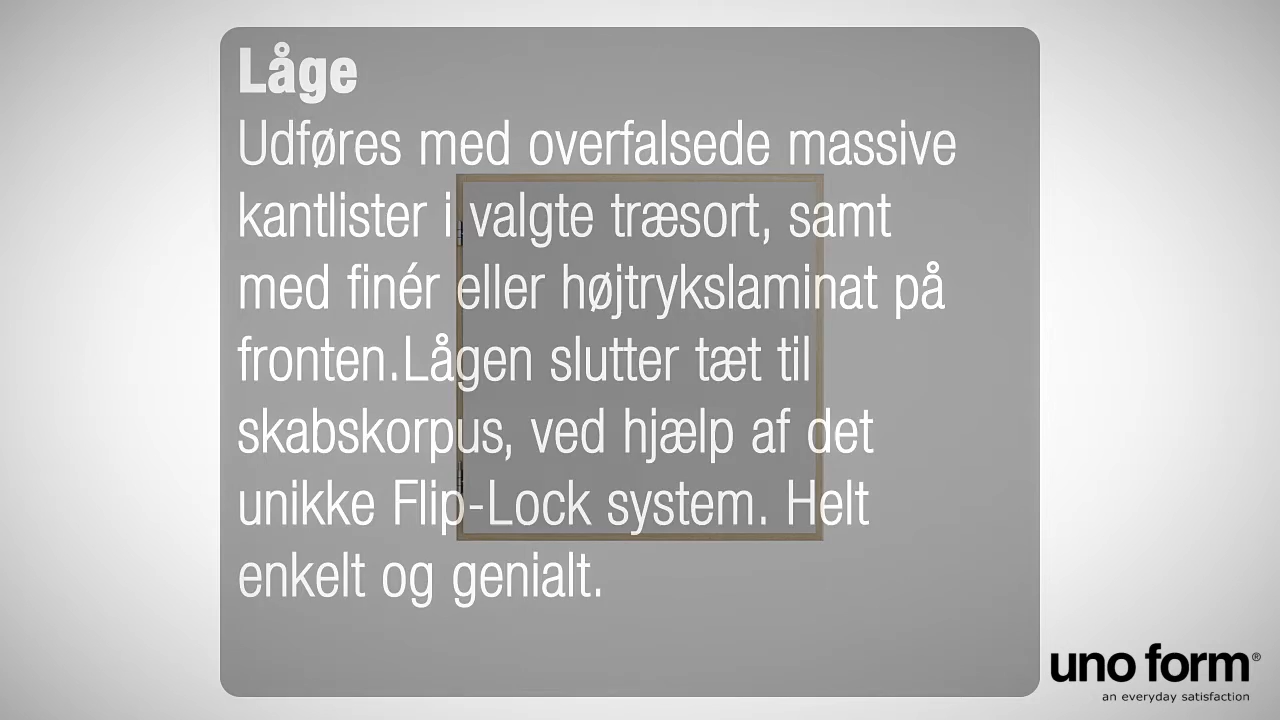 Låge
Udføres med overfalsede massive
kantlister i valgte træsort, samt
med finér eller højtrykslaminat på
fronten.Lågen slutter tæt til
skabskorpus, ved hjælp af det
unikke Flip-Lock system. Helt
enkelt og genialt.
uno form®
an everyday satisfaction